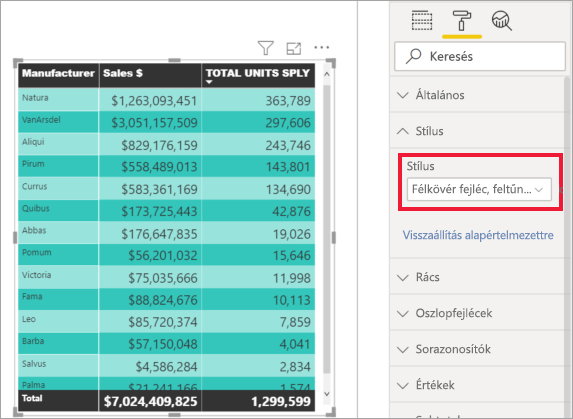 Manufacturer Sales $ TOTAL UNITS SPLY
Natura $1,263,093,451 363,789
VanArsdel $3,051,157,509 297,606
Aliqui $829,176,159 243,746
Pirum $558,489,013 143,801
Currus $583,361,169 134,690
Quibus $173,725,443 42,876
Abbas $176,647,835 19,026
Pomum $56,201,032 15,646
Victoria $75,035,666 11,998
Fama $88,824,676 10,113
Leo $85,720,374 7,859
Barba $57,150,048 4,041
Salvus $4,586,284 2,834
Palma $21,241,166 1,574
Total $7,024,409,825 1,299,599
Keresés
Általános
Stílus
Stílus
Félkövér fejléc, feltűn...
Visszaállítás alapértelmezettre
Rács
Oszlopfejlécek
Sorazonosítók
Értékek